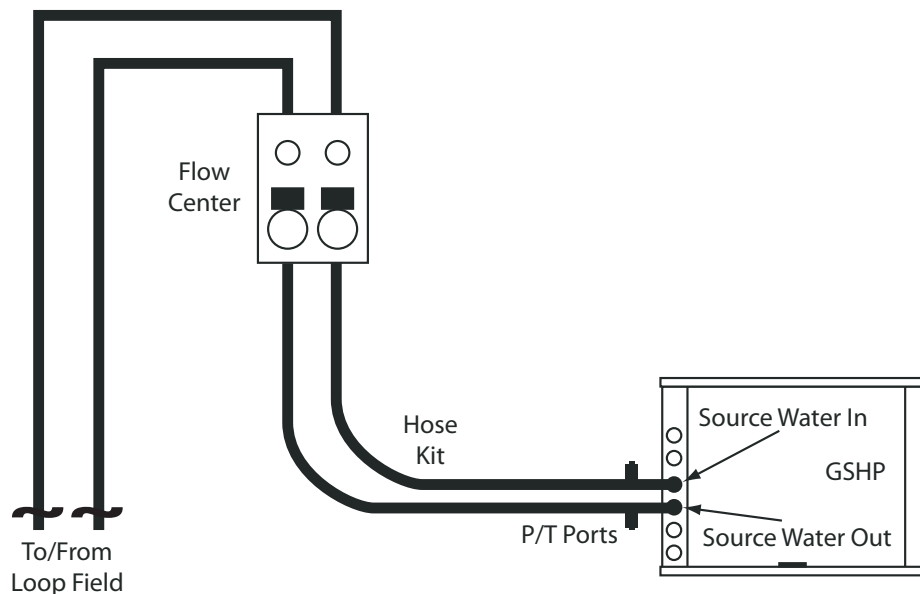 Flow
Center
Hose
Kit
Source Water In
GSHP
P/T Ports
Source Water Out
To/From
Loop Field